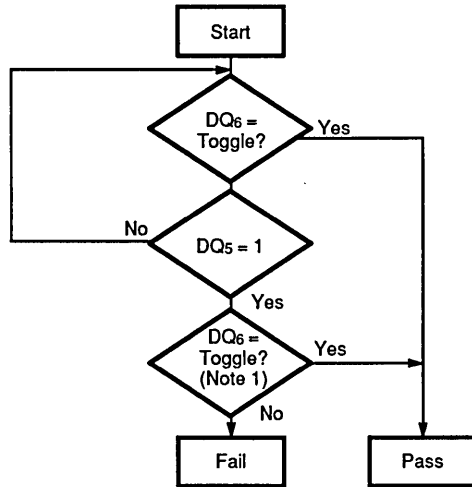 Start
DQ6 =
Toggle?
Yes
No
DQ5 = 1
Yes
DQ6 =
Toggle?
(Note 1)
Yes
No
Fail
Pass